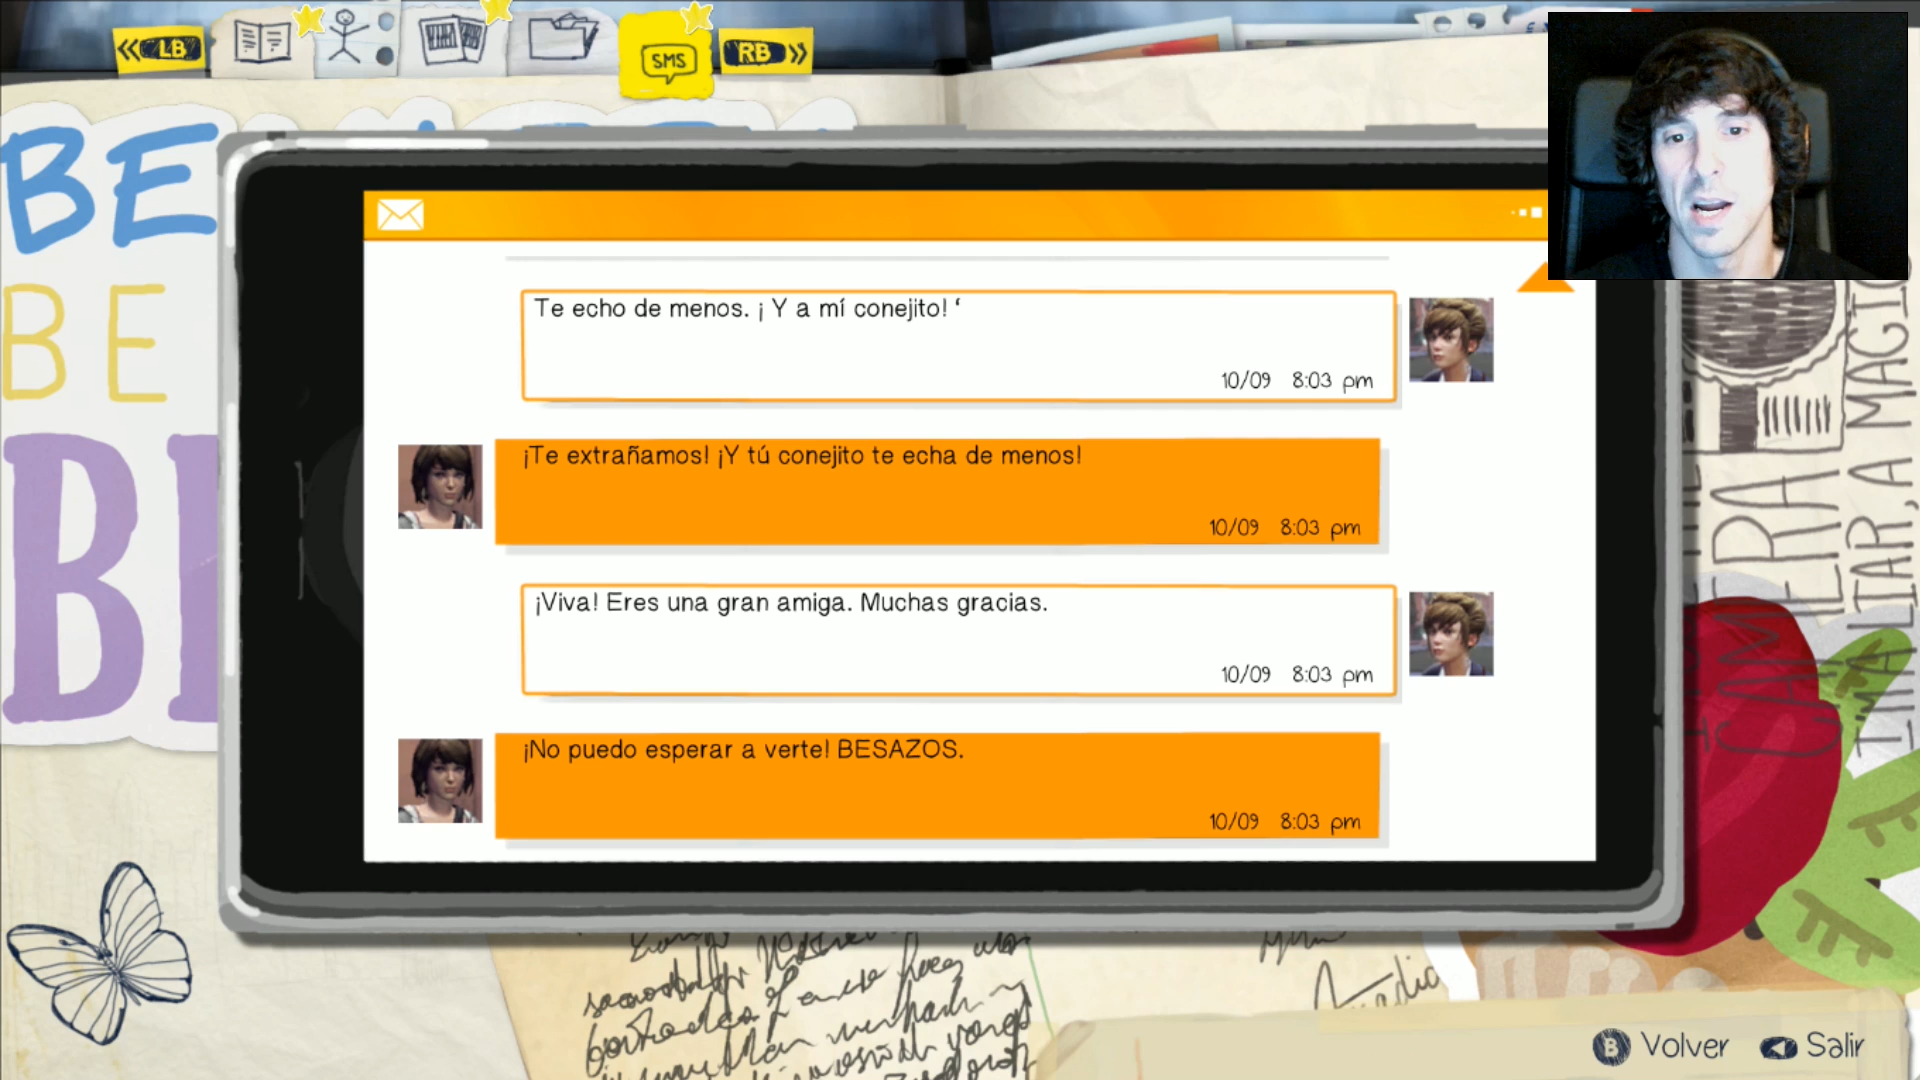 LB
SMS
RB
BE
BE
Te echo de menos. ¡ Y a mí conejito! ‘
10/09 8:03 pm
¡Te extrañamos! ¡Y tú conejito te echa de menos!
10/09 8:03 pm
¡Viva! Eres una gran amiga. Muchas gracias.
10/09 8:03 pm
¡No puedo esperar a verte! BESAZOS.
10/09 8:03 pm
B Volver
Salir